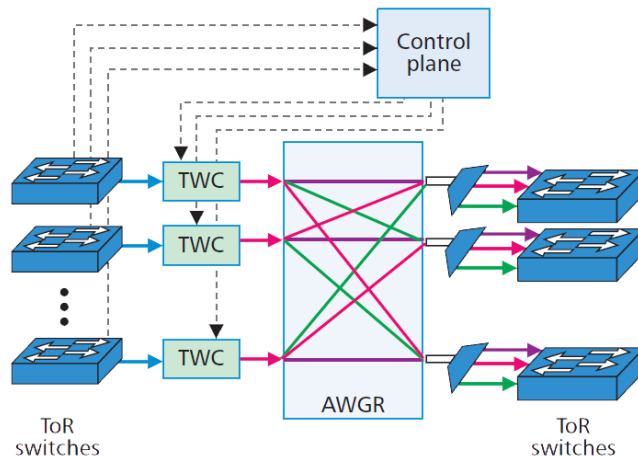 Control
plane
TWC
TWC
TWC
AWGR
ToR
switches
ToR
switches